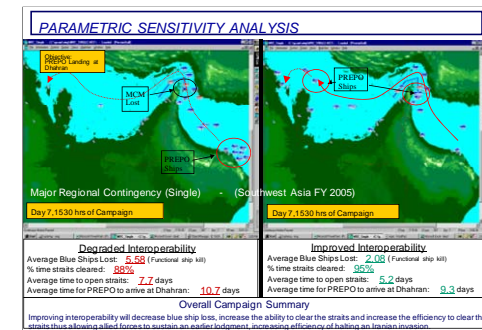 PARAMETRIC SENSITIVITY ANALYSIS
Objective:
PREPO Landing at
Dhahran
MCM
Lost
PREPO
Ships
PREPO
Ships
Major Regional Contingency (Single) - (Southwest Asia FY 2005)
Day 7,1530 hrs of Campaign
Day 7,1530 hrs of Campaign
Degraded Interoperability
Average Blue Ships Lost: 5.58 ( Functional ship kill)
% time straits cleared: 88%
Average time to open straits: 7.7 days
Average time for PREPO to arrive at Dhahran: 10.7 days
Improved Interoperability
Average Blue Ships Lost: 2.08 ( Functional ship kill)
% time straits cleared: 95%
Average time to open straits: 5.2 days
Average time for PREPO to arrive at Dhahran: 9.3 days
Overall Campaign Summary
Improving interoperability will decrease blue ship loss, increase the ability to clear the straits and increase the efficiency to clear the
straits thus allowing allied forces to sustain an earlier lodgment, increasing efficiency of halting an Iranian invasion.